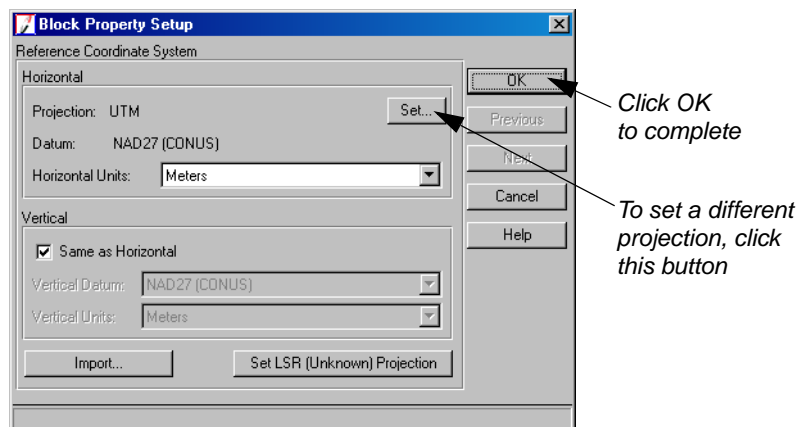 Block Property Setup
Reference Coordinate System
Horizontal
Projection: UTM
Set...
Datum: NAD27 (CONUS)
Horizontal Units: Meters
Vertical
Same as Horizontal
Vertical Datum: NAD27 (CONUS)
Vertical Units: Meters
Import...
Set LSR (Unknown) Projection
OK
Previous
Next
Cancel
Help
Click OK
to complete
To set a different
projection, click
this button